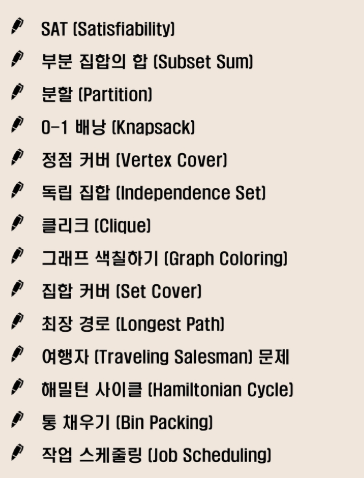 SAT (Satisfiability)
부분 집합의 합 (Subset Sum)
분할 (Partition)
0-1 배낭 (Knapsack)
정점 커버 (Vertex Cover)
독립 집합 (Independence Set)
클리크 (Clique)
그래프 색칠하기 (Graph Coloring)
집합 커버 (Set Cover)
최장 경로 (Longest Path)
여행자 (Traveling Salesman) 문제
해밀턴 사이클 (Hamiltonian Cycle)
통 채우기 (Bin Packing)
작업 스케줄링 (Job Scheduling)